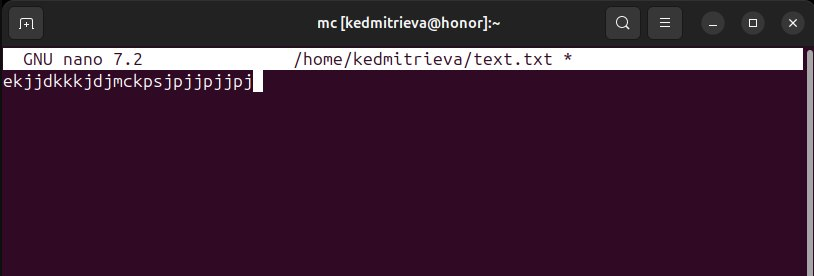 mc [kedmitrieva@honor]:~
GNU nano 7.2 /home/kedmitrieva/text.txt *
ekjjdkkkjdjmckpsjpjjpjjpj